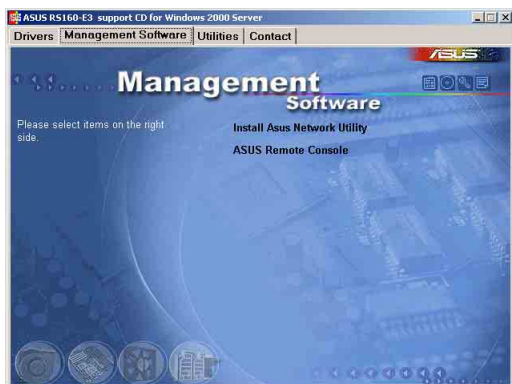 ASUS RS160-E3 support CD for Windows 2000 Server
Drivers Management Software Utilities Contact
ASUS
Management
Software
Please select items on the right
side.
Install Asus Network Utility
ASUS Remote Console